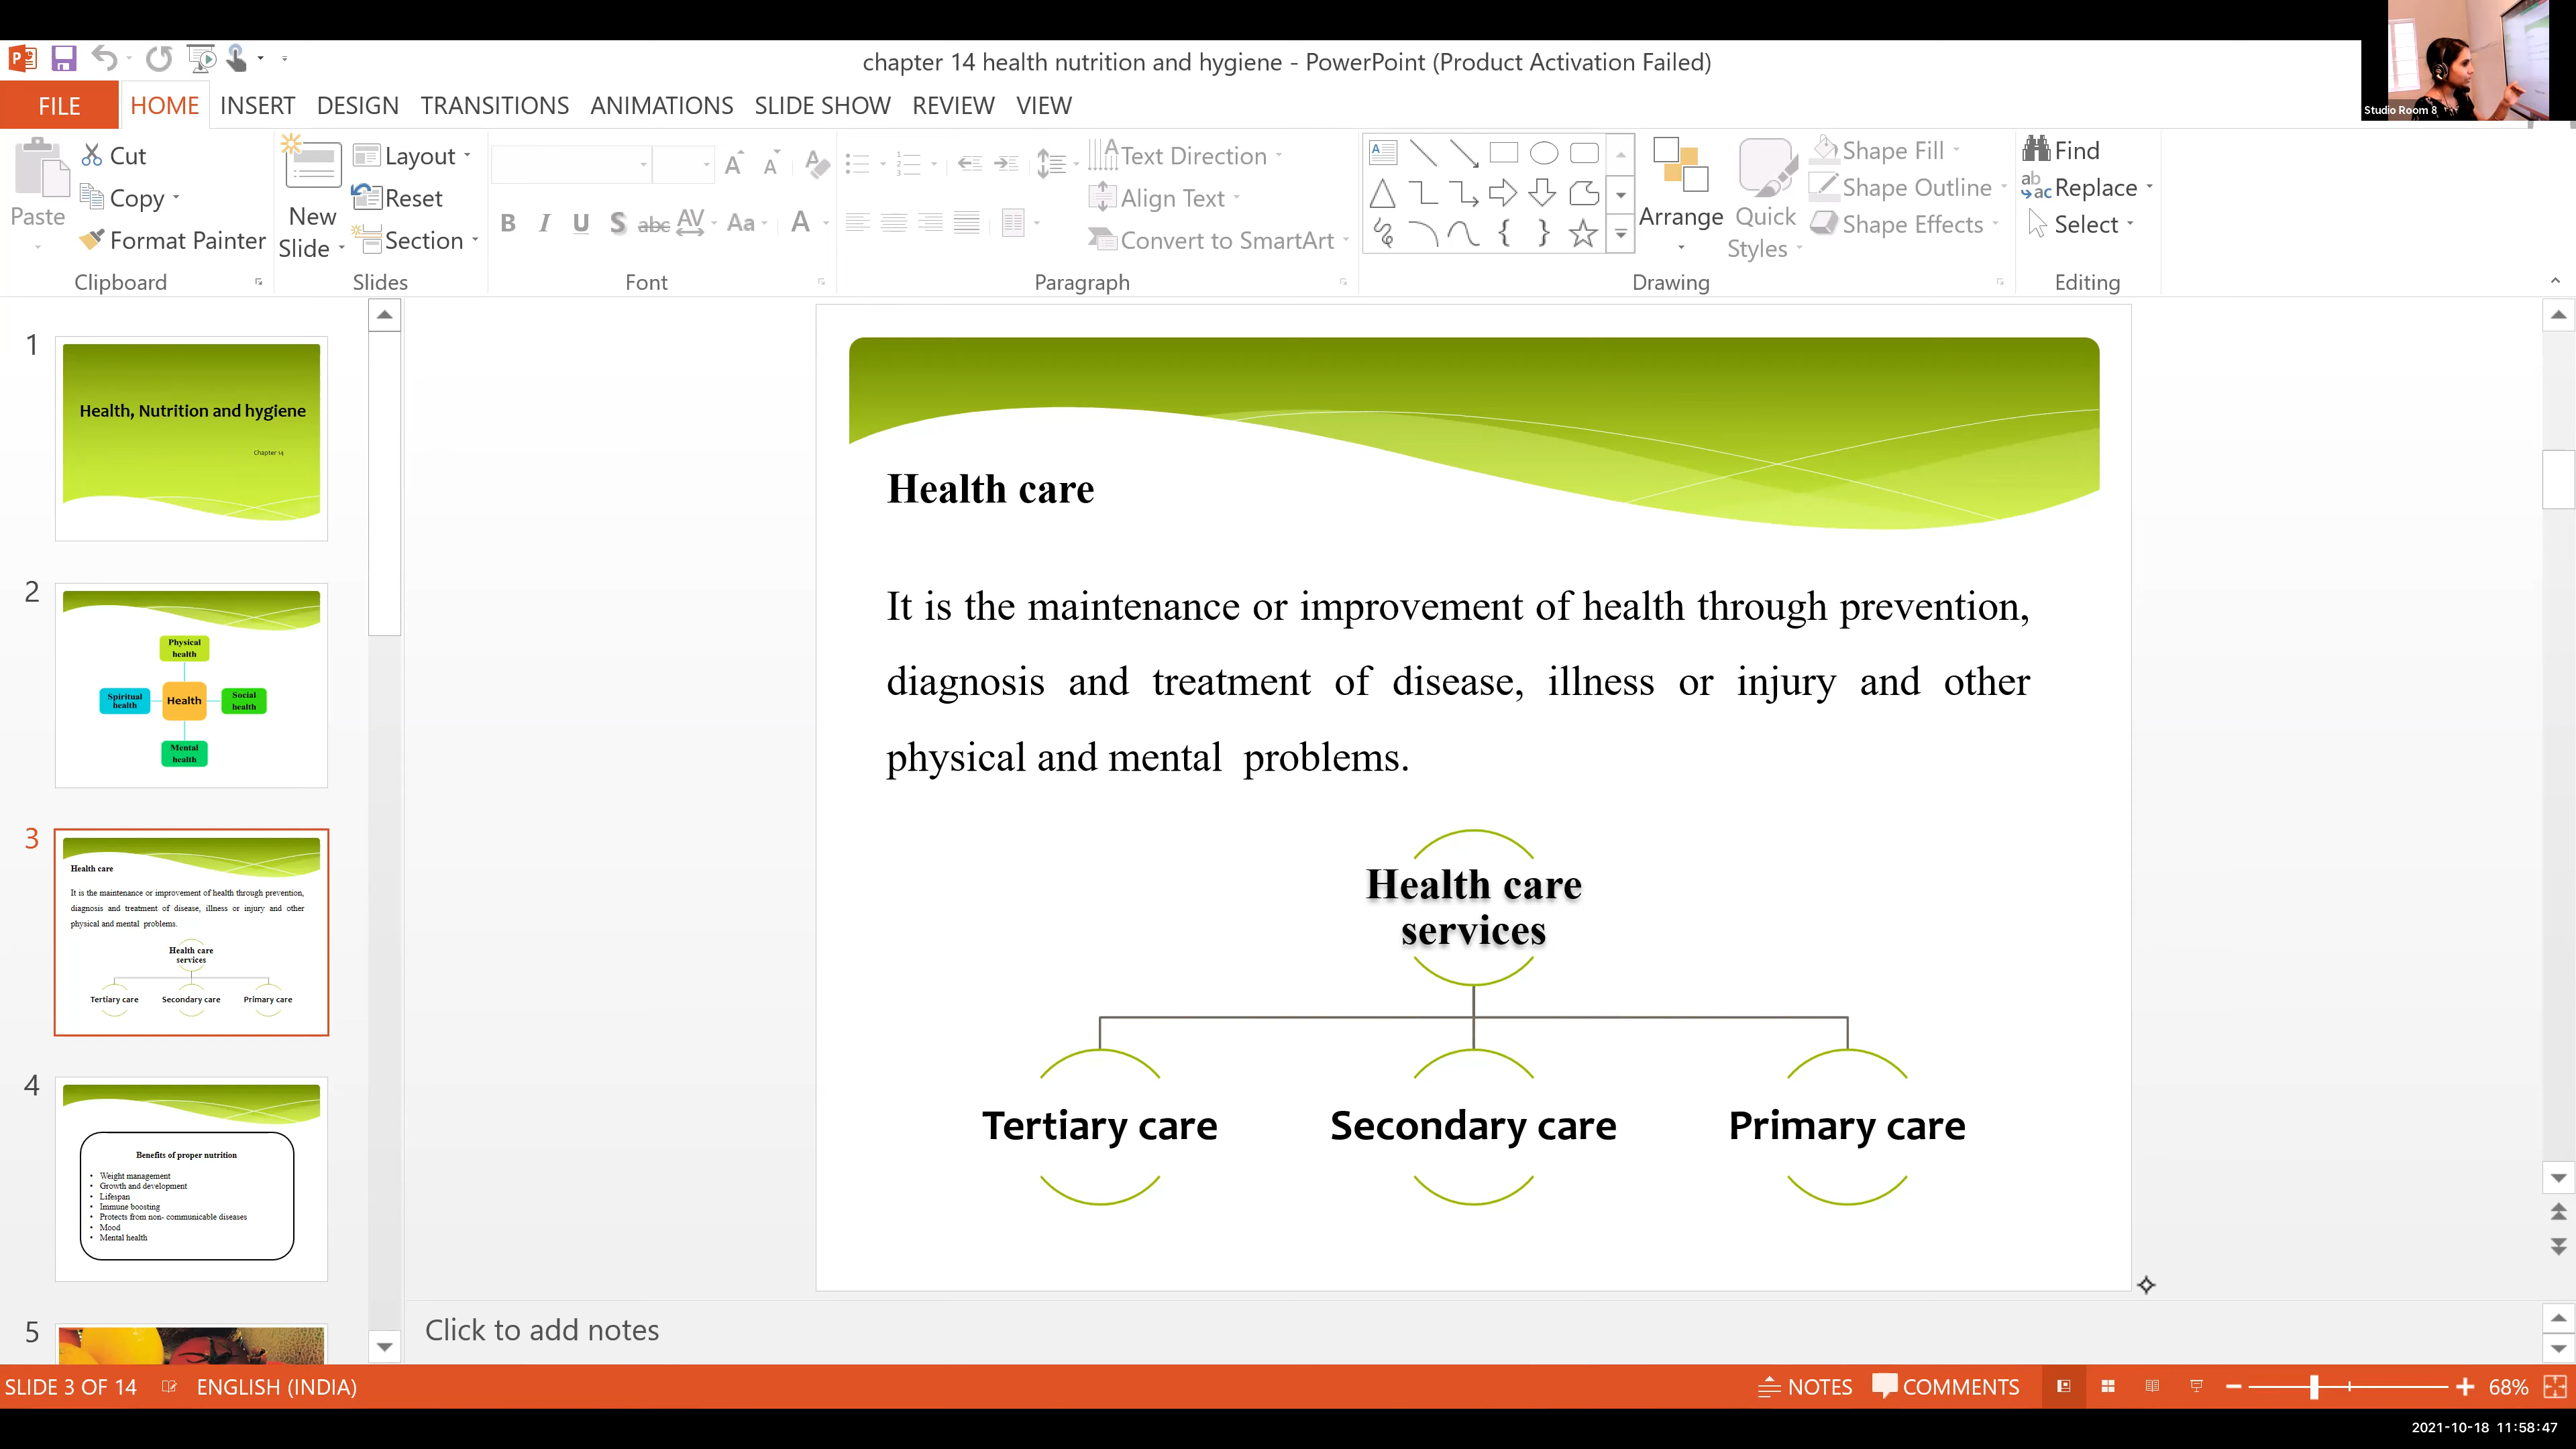 chapter 14 health nutrition and hygiene - PowerPoint (Product Activation Failed)
Studio Room 8
FILE HOME INSERT DESIGN TRANSITIONS ANIMATIONS SLIDE SHOW REVIEW VIEW
Paste
Cut
Copy
Format Painter
Clipboard
New
Slide
Layout
Reset
Section
Slides
B I U S abc AV Aa A
Font
Text Direction
Align Text
Convert to SmartArt
Paragraph
Arrange
Quick
Styles
Shape Fill
Shape Outline
Shape Effects
Drawing
Find
Replace
Select
Editing
1
Health, Nutrition and hygiene
Chapter 14
2
Physical
health
Spiritual
health
Health
Social
health
Mental
health
3
Health care
It is the maintenance or improvement of health through prevention,
diagnosis and treatment of disease, illness or injury and other
physical and mental problems.
Health care
services
Tertiary care Secondary care Primary care
4
Benefits of proper nutrition
• Weight management
• Growth and development
• Lifespan
• Immune boosting
• Protects from non- communicable diseases
• Mood
• Mental health
5
Health care
It is the maintenance or improvement of health through prevention,
diagnosis and treatment of disease, illness or injury and other
physical and mental problems.
Health care
services
Tertiary care Secondary care Primary care
Click to add notes
SLIDE 3 OF 14 ENGLISH (INDIA) NOTES COMMENTS 68%
2021-10-18 11:58:47